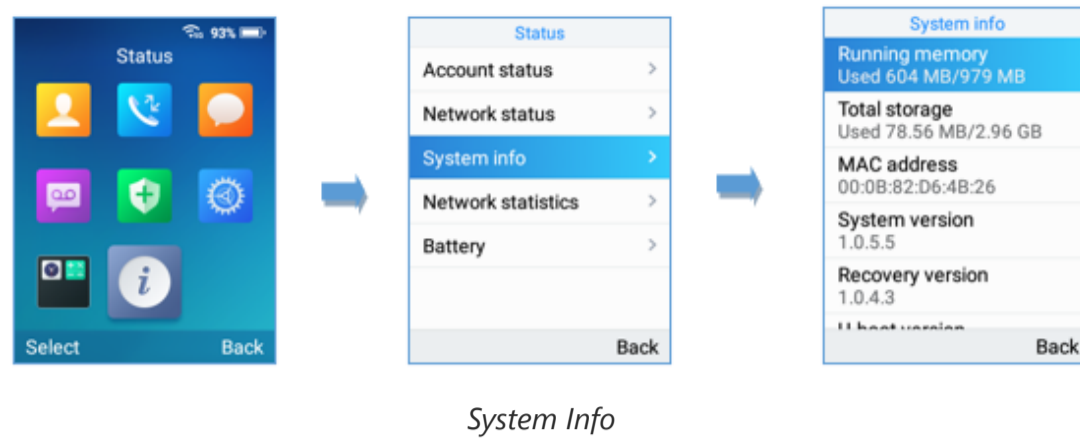 93%
Status
Select
Back
Status
Account status
Network status
System info
Network statistics
Battery
Back
System info
Running memory
Used 604 MB/979 MB
Total storage
Used 78.56 MB/2.96 GB
MAC address
00:0B:82:D6:4B:26
System version
1.0.5.5
Recovery version
1.0.4.3
Back
System Info